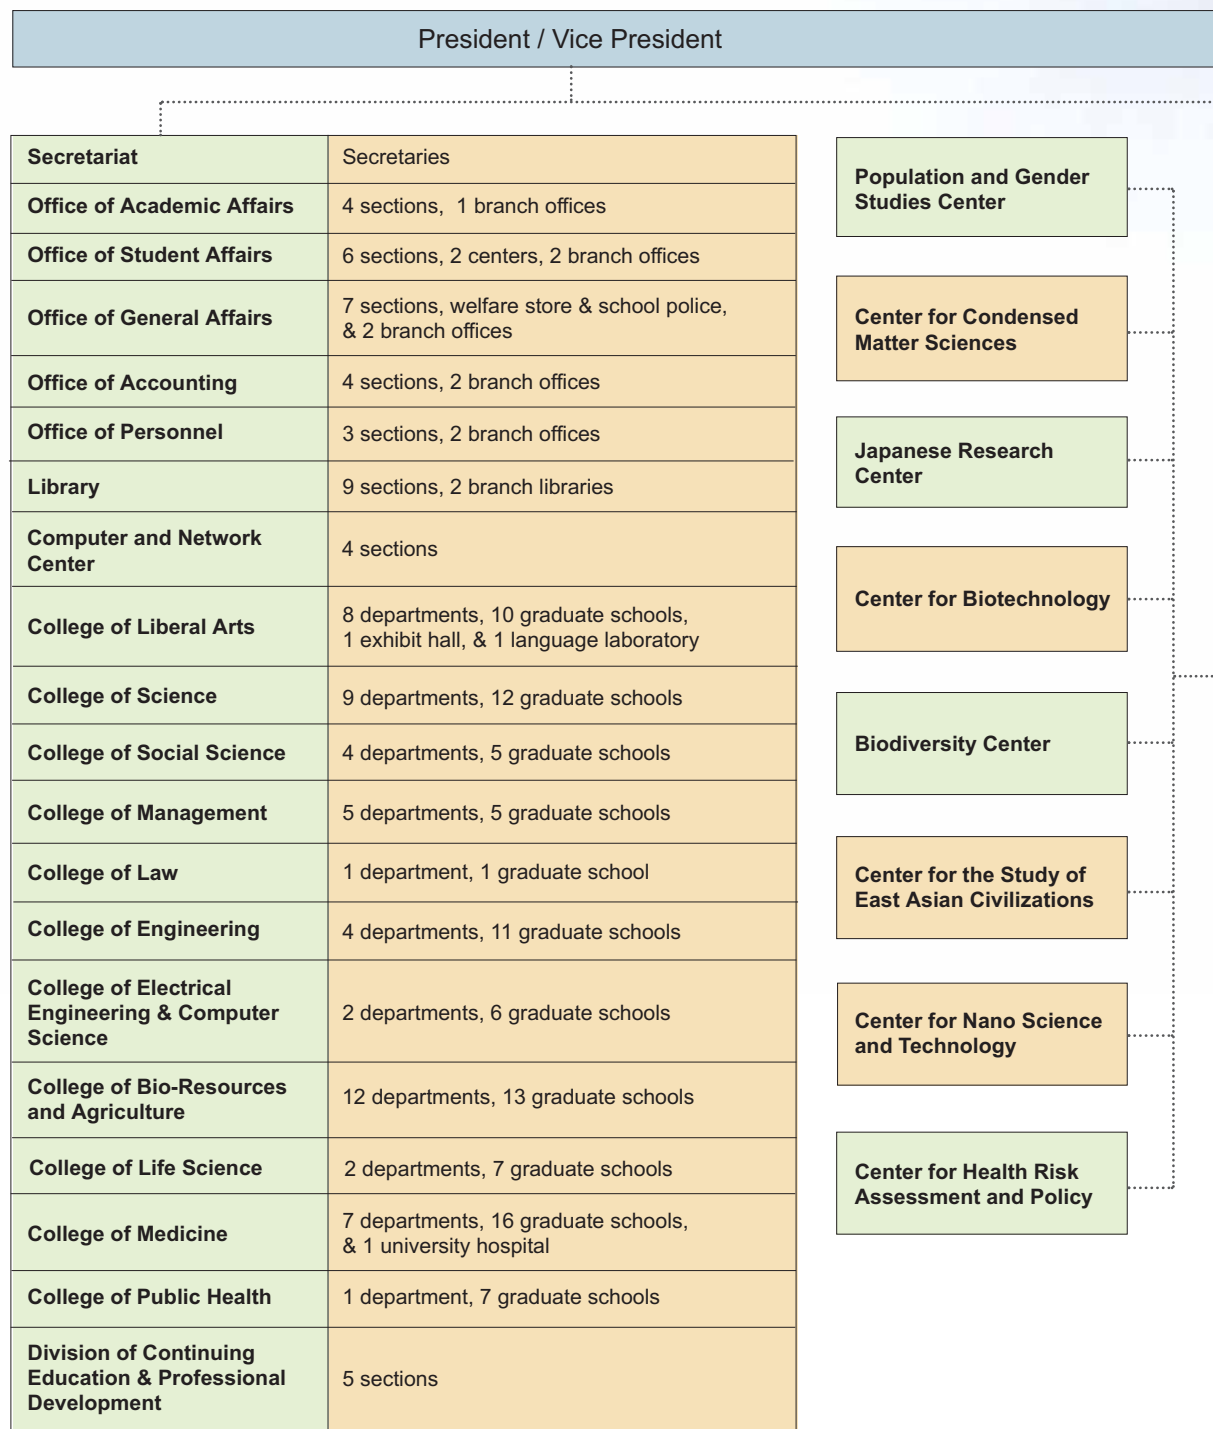 President / Vice President
Secretariat
Secretaries
Office of Academic Affairs
4 sections,  1 branch offices
Office of Student Affairs
6 sections, 2 centers, 2 branch offices
Office of General Affairs
7 sections, welfare store & school police,
& 2 branch offices
Office of Accounting
4 sections, 2 branch offices
Office of Personnel
3 sections, 2 branch offices
Library
9 sections, 2 branch libraries
Computer and Network
Center
4 sections
College of Liberal Arts
8 departments, 10 graduate schools,
1 exhibit hall, & 1 language laboratory
College of Science
9 departments, 12 graduate schools
College of Social Science
4 departments, 5 graduate schools
College of Management
5 departments, 5 graduate schools
College of Law
1 department, 1 graduate school
College of Engineering
4 departments, 11 graduate schools
College of Electrical
Engineering & Computer
Science
2 departments, 6 graduate schools
College of Bio-Resources
and Agriculture
12 departments, 13 graduate schools
College of Life Science
2 departments, 7 graduate schools
College of Medicine
7 departments, 16 graduate schools,
& 1 university hospital
College of Public Health
1 department, 7 graduate schools
Division of Continuing
Education & Professional
Development
5 sections
Population and Gender
Studies Center
Center for Condensed
Matter Sciences
Japanese Research
Center
Center for Biotechnology
Biodiversity Center
Center for the Study of
East Asian Civilizations
Center for Nano Science
and Technology
Center for Health Risk
Assessment and Policy